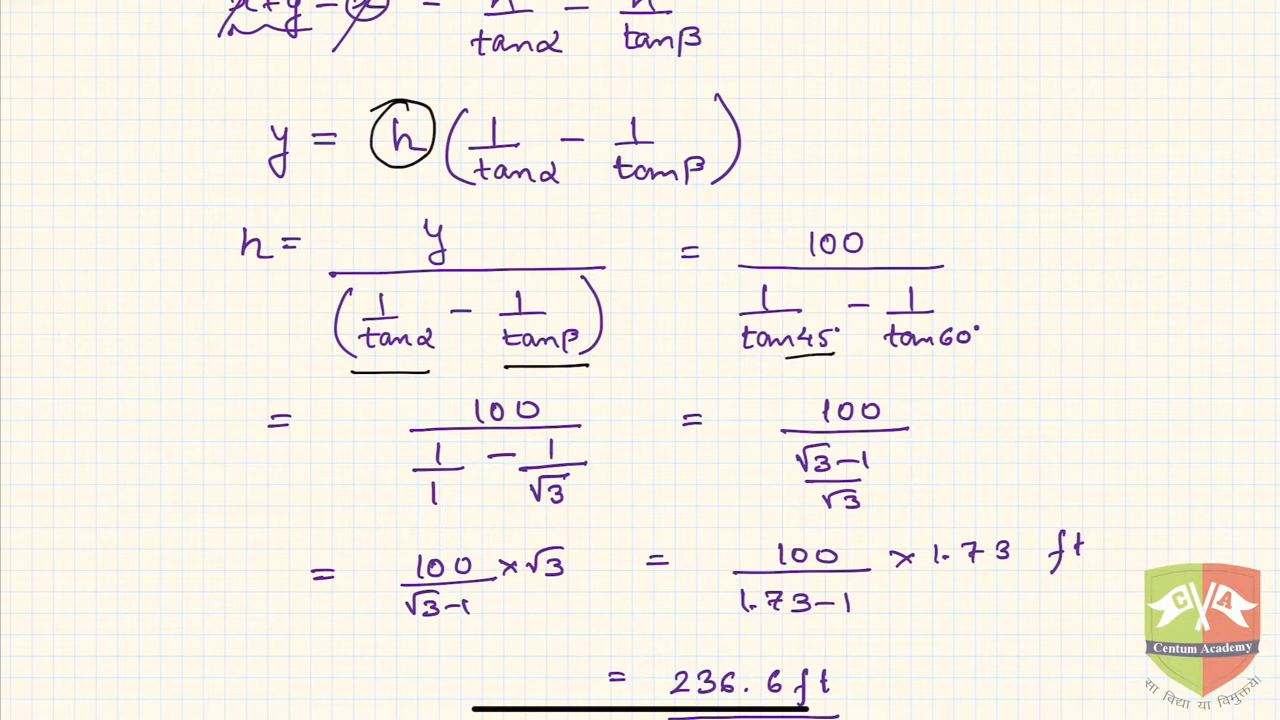 x+y - x = h/tanα - h/tanβ
y = h (1/tanα - 1/tanβ)
h = y/(1/tanα - 1/tanβ) = 100/(1/tan45° - 1/tan60°)
= 100/(1/1 - 1/√3) = 100/((√3-1)/√3)
= 100/(√3-1) × √3 = 100/(1.73-1) × 1.73 ft
= 236.6 ft
C A
Centum Academy
सा विद्या या विमुक्तये।